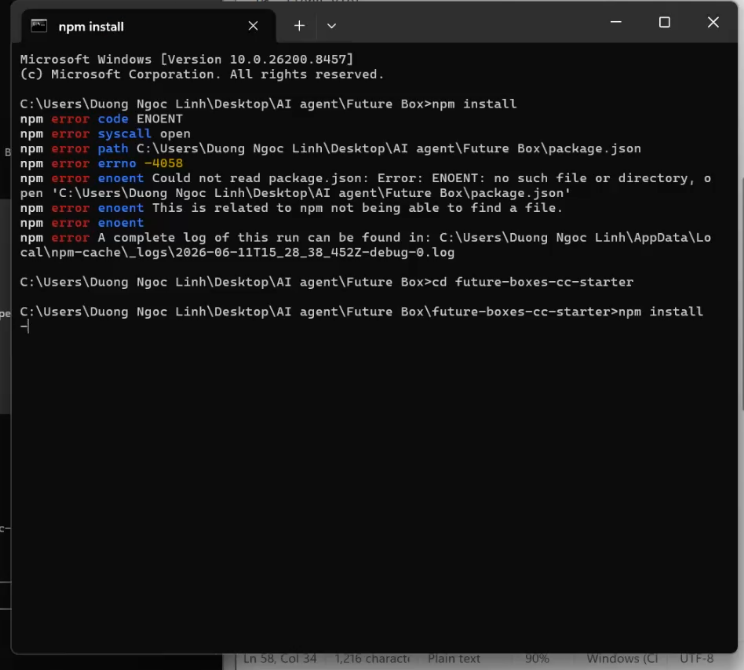 npm install
Microsoft Windows [Version 10.0.26200.8457]
(c) Microsoft Corporation. All rights reserved.
C:\Users\Duong Ngoc Linh\Desktop\AI agent\Future Box>npm install
npm error code ENOENT
npm error syscall open
npm error path C:\Users\Duong Ngoc Linh\Desktop\AI agent\Future Box\package.json
npm error errno -4058
npm error enoent Could not read package.json: Error: ENOENT: no such file or directory, o
pen 'C:\Users\Duong Ngoc Linh\Desktop\AI agent\Future Box\package.json'
npm error enoent This is related to npm not being able to find a file.
npm error enoent
npm error A complete log of this run can be found in: C:\Users\Duong Ngoc Linh\AppData\Lo
cal\npm-cache\_logs\2026-06-11T15_28_38_452Z-debug-0.log
C:\Users\Duong Ngoc Linh\Desktop\AI agent\Future Box>cd future-boxes-cc-starter
C:\Users\Duong Ngoc Linh\Desktop\AI agent\Future Box\future-boxes-cc-starter>npm install
-
Ln 58, Col 34 1,216 charact Plain text 90% Windows (C UTF-8